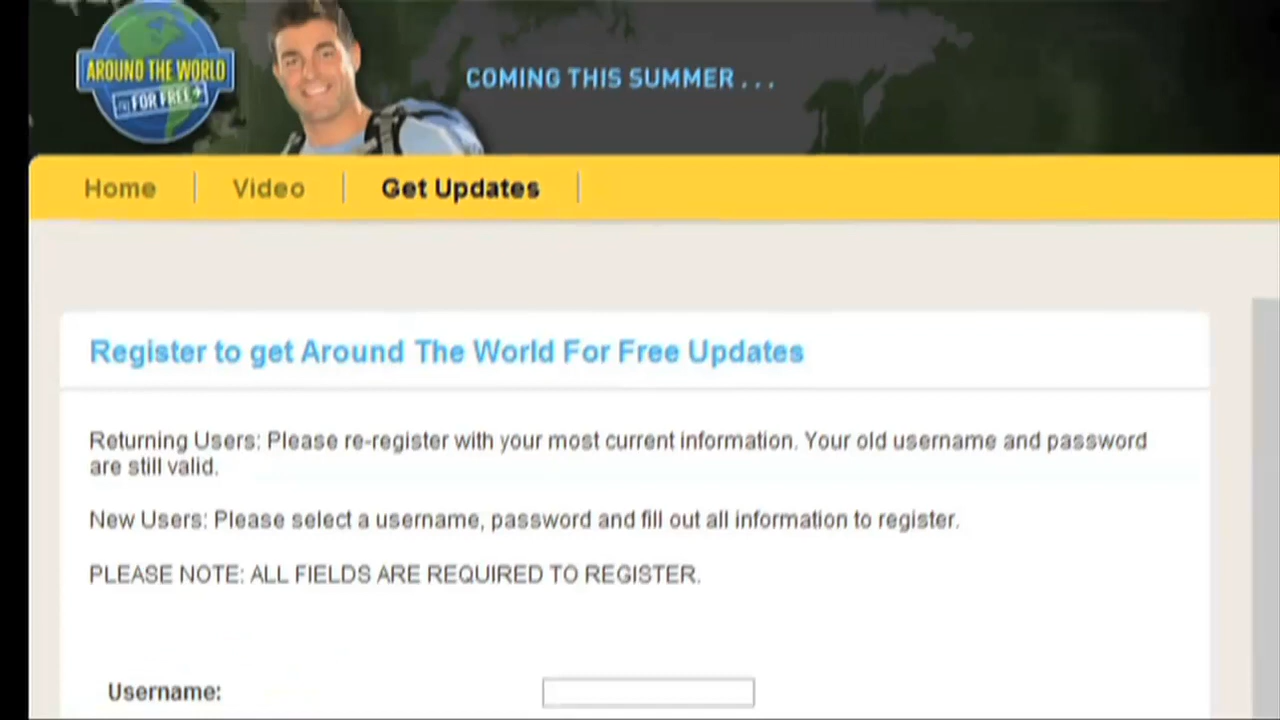 AROUND THE WORLD
FOR FREE
COMING THIS SUMMER . . .
Home
Video
Get Updates
Register to get Around The World For Free Updates
Returning Users: Please re-register with your most current information. Your old username and password
are still valid.
New Users: Please select a username, password and fill out all information to register.
PLEASE NOTE: ALL FIELDS ARE REQUIRED TO REGISTER.
Username: